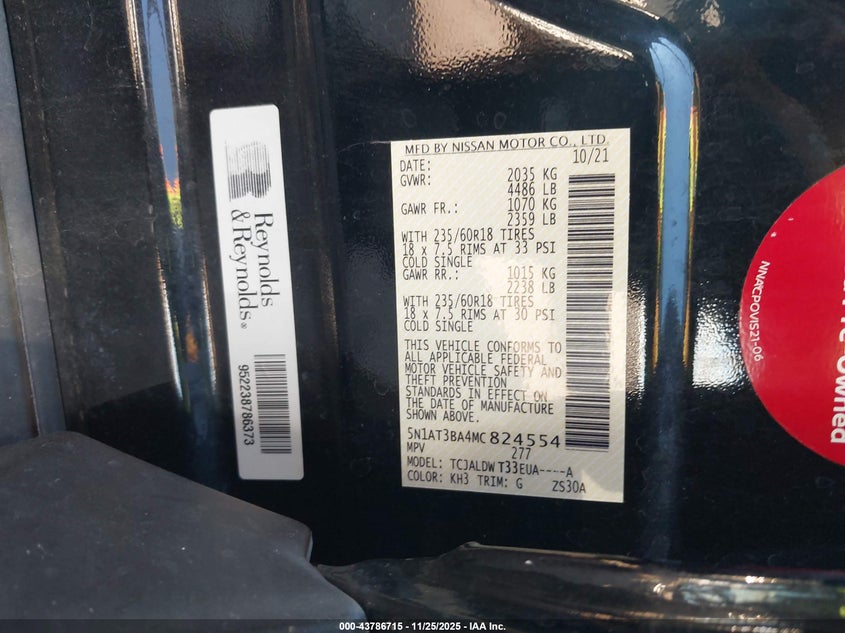 Reynolds
& Reynolds®
952238786373
MFD BY NISSAN MOTOR CO., LTD.
DATE: 10/21
GVWR: 2035 KG
4486 LB
GAWR FR.: 1070 KG
2359 LB
WITH 235/60R18 TIRES
18 x 7.5 RIMS AT 33 PSI
COLD SINGLE
GAWR RR.: 1015 KG
2238 LB
WITH 235/60R18 TIRES
18 x 7.5 RIMS AT 30 PSI
COLD SINGLE
THIS VEHICLE CONFORMS TO
ALL APPLICABLE FEDERAL
MOTOR VEHICLE SAFETY AND
THEFT PREVENTION
STANDARDS IN EFFECT ON
THE DATE OF MANUFACTURE
SHOWN ABOVE.
5N1AT3BA4MC824554
MPV 277
MODEL: TCJALDWT33EUA----A
COLOR: KH3 TRIM: G ZS30A
NNACPOVIS21-06
Owned
000-43786715 - 11/25/2025 - IAA Inc.